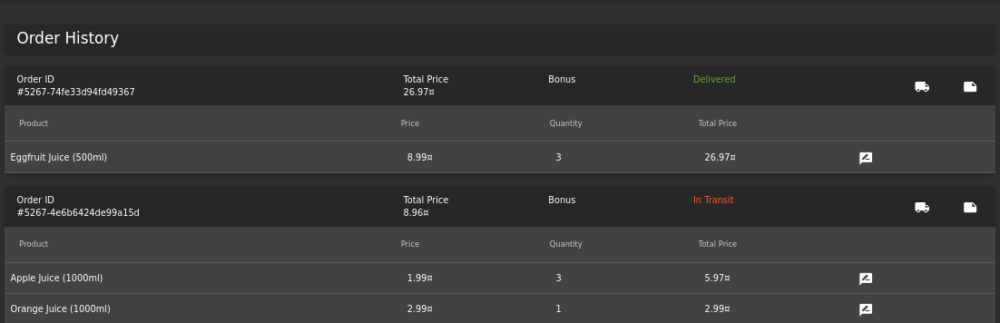 Order History
Order ID Total Price Bonus Delivered
#5267-74fe33d94fd49367 26.97¤
Product Price Quantity Total Price
Eggfruit Juice (500ml) 8.99¤ 3 26.97¤
Order ID Total Price Bonus In Transit
#5267-4e6b6424de99a15d 8.96¤
Product Price Quantity Total Price
Apple Juice (1000ml) 1.99¤ 3 5.97¤
Orange Juice (1000ml) 2.99¤ 1 2.99¤